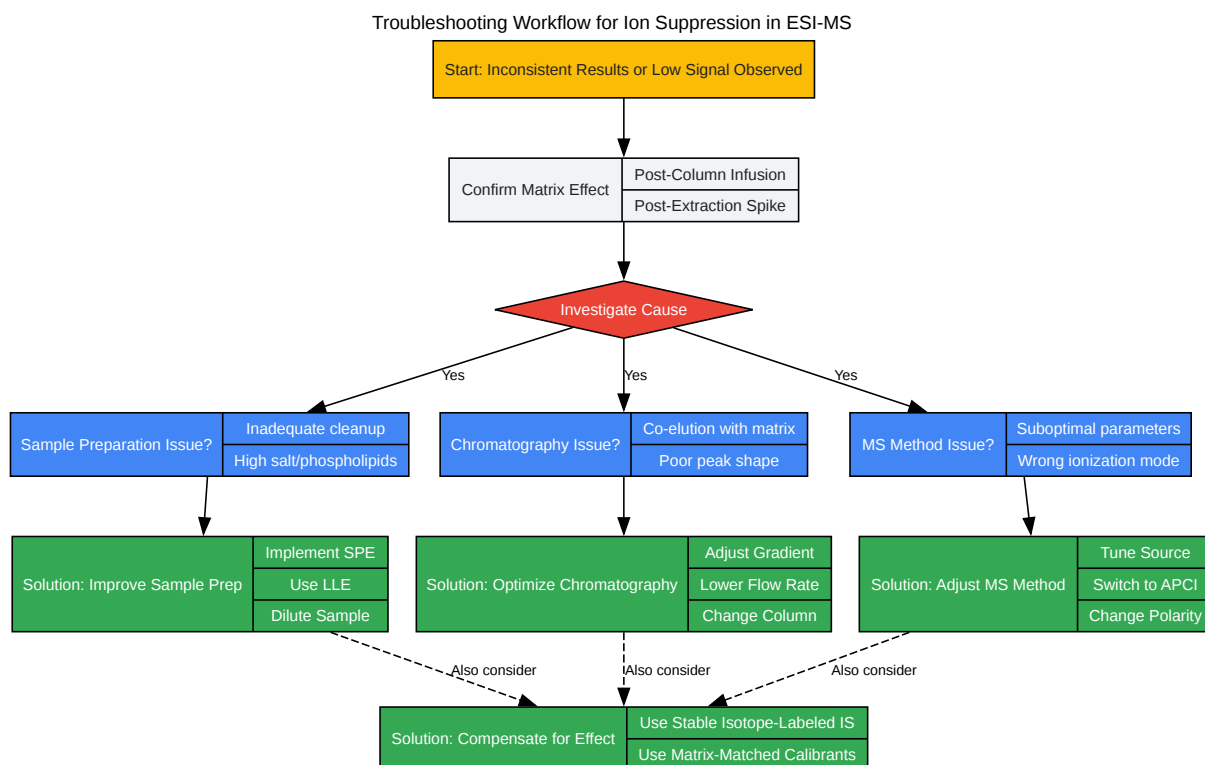 Troubleshooting Workflow for Ion Suppression in ESI-MS
Start: Inconsistent Results or Low Signal Observed
Confirm Matrix Effect
Post-Column Infusion
Post-Extraction Spike
Investigate Cause
Yes
Yes
Yes
Sample Preparation Issue?
Inadequate cleanup
High salt/phospholipids
Chromatography Issue?
Co-elution with matrix
Poor peak shape
MS Method Issue?
Suboptimal parameters
Wrong ionization mode
Solution: Improve Sample Prep
Implement SPE
Use LLE
Dilute Sample
Solution: Optimize Chromatography
Adjust Gradient
Lower Flow Rate
Change Column
Solution: Adjust MS Method
Tune Source
Switch to APCI
Change Polarity
Also consider
Also consider
Also consider
Solution: Compensate for Effect
Use Stable Isotope-Labeled IS
Use Matrix-Matched Calibrants